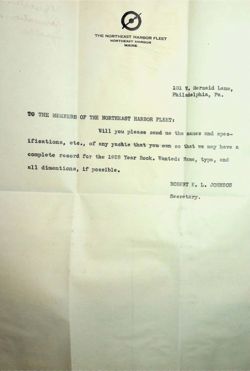 THE NORTHEAST HARBOR FLEET
NORTHEAST HARBOR
MAINE
101 W. Mermaid Lane,
Philadelphia, Pa.
TO THE MEMBERS OF THE NORTHEAST HARBOR FLEET:
Will you please send me the names and spec-
ifications, etc., of any yachts that you own so that we may have a
complete record for the 1928 Year Book. Wanted: Name, type, and
all dimentions, if possible.
ROBERT L. JOHNSON
Secretary.